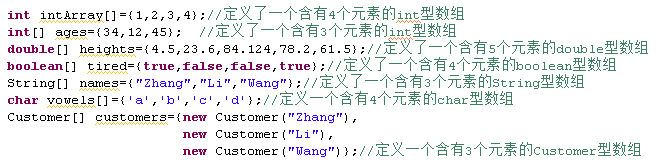 int intArray[]={1,2,3,4};//定义了一个含有4个元素的int型数组
int[] ages={34,12,45};  //定义了一个含有3个元素的int型数组
double[] heights={4.5,23.6,84.124,78.2,61.5};//定义了一个含有5个元素的double型数组
boolean[] tired={true,false,false,true};//定义了一个含有4个元素的boolean型数组
String[] names={"Zhang","Li","Wang"};//定义了一个含有3个元素的String型数组
char vowels[]={'a','b','c','d'};//定义一个含有4个元素的char型数组
Customer[] customers={new Customer("Zhang"),
new Customer("Li"),
new Customer("Wang")};//定义一个含有3个元素的Customer型数组